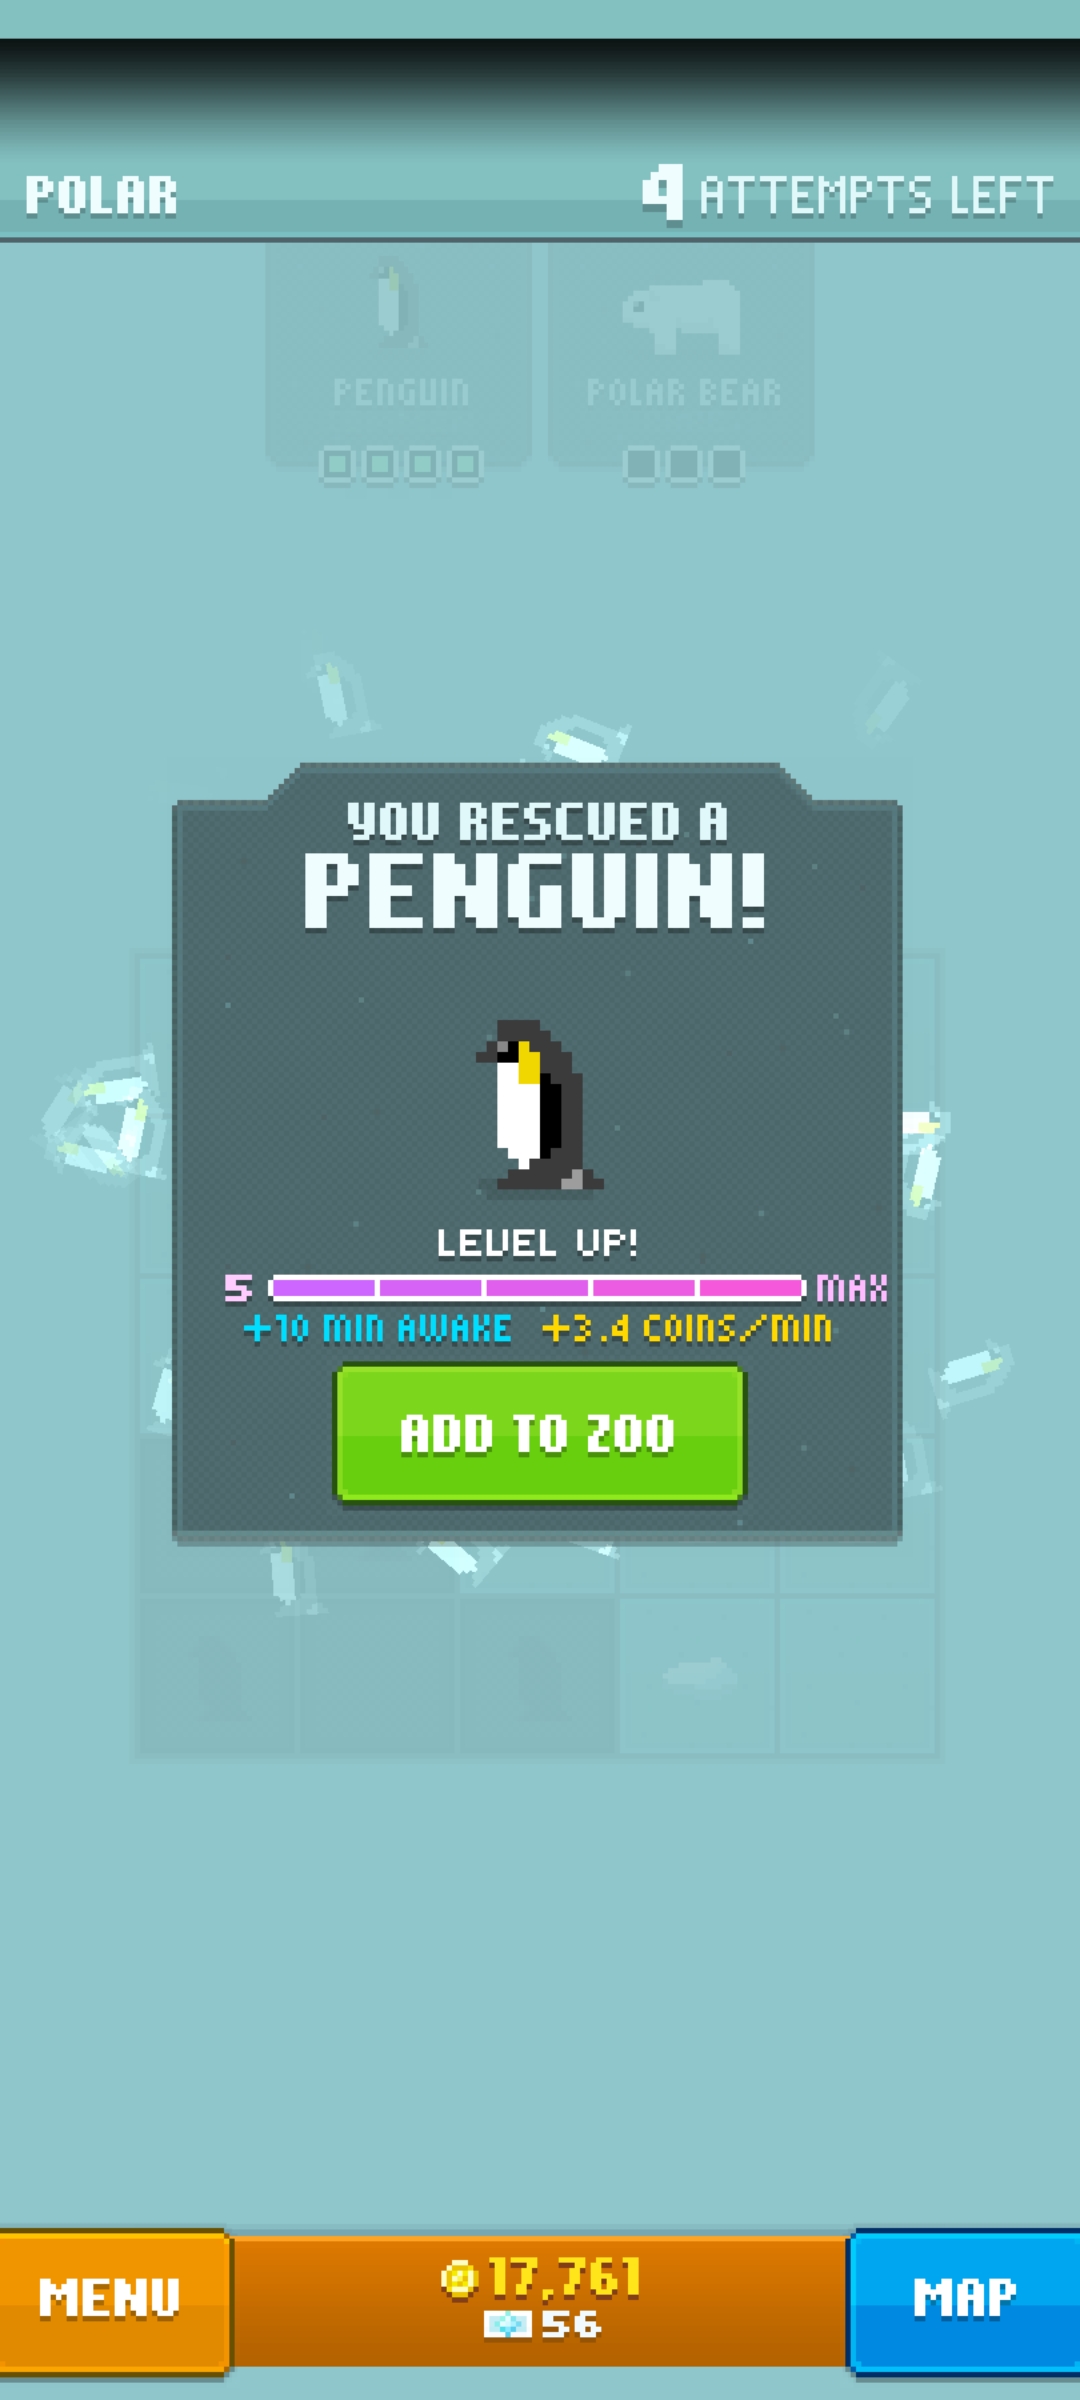 POLAR
4 ATTEMPTS LEFT
PENGUIN
POLAR BEAR
YOU RESCUED A
PENGUIN!
LEVEL UP!
5 MAX
+10 MIN AWAKE +3.4 COINS/MIN
ADD TO ZOO
MENU
17,761
56
MAP